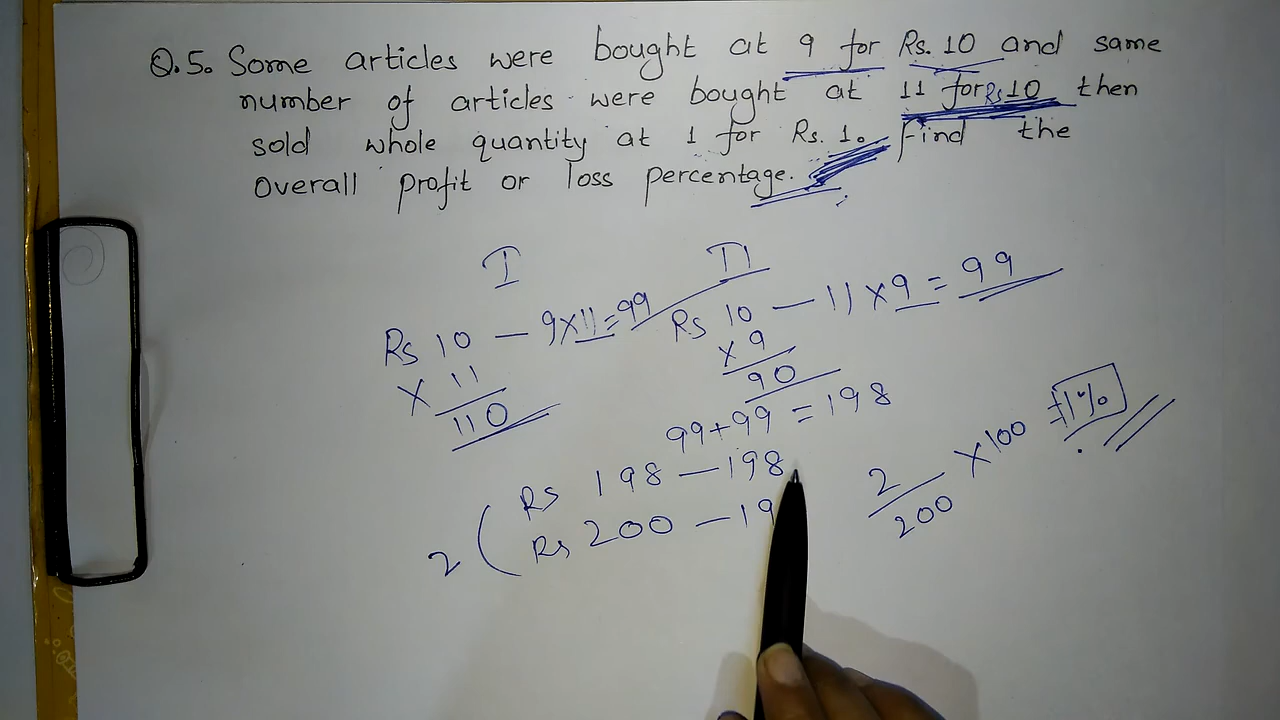 Q.5. Some articles were bought at 9 for Rs. 10 and same
number of articles were bought at 11 for Rs 10 then
sold whole quantity at 1 for Rs. 1. find the
overall profit or loss percentage.
I II
Rs 10 — 9×11=99 Rs 10 — 11×9 = 99
× 11 × 9
110 90
99+99 = 198
Rs 198 — 198
2 ( Rs 200 — 19
2/200 ×100 = 1%